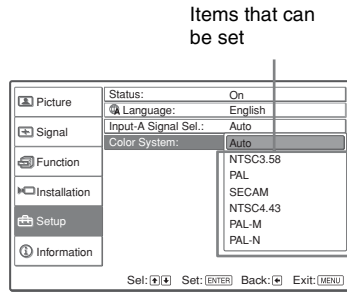 Items that can
be set
Picture
Signal
Function
Installation
Setup
Information
Status: On
Language: English
Input-A Signal Sel.: Auto
Color System: Auto
NTSC3.58
PAL
SECAM
NTSC4.43
PAL-M
PAL-N
Sel: Set: ENTER Back: Exit: MENU